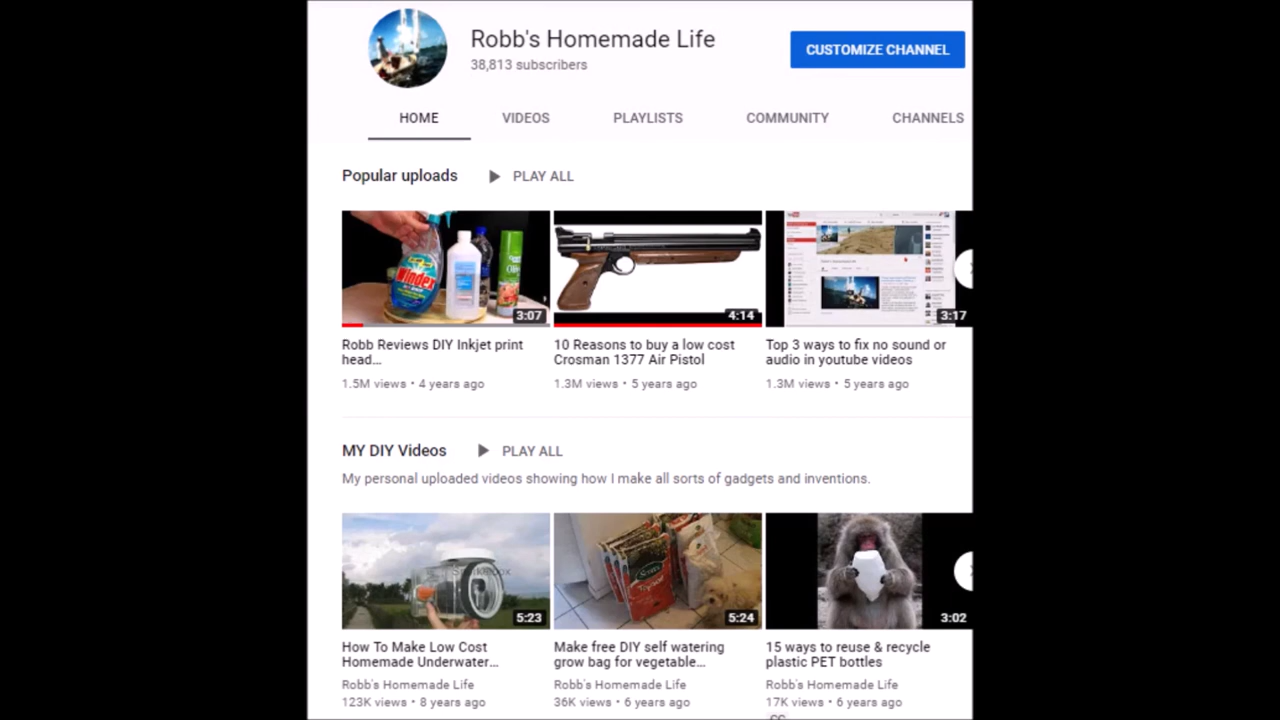 Robb's Homemade Life
38,813 subscribers
CUSTOMIZE CHANNEL
HOME
VIDEOS
PLAYLISTS
COMMUNITY
CHANNELS
Popular uploads
PLAY ALL
Windex
3:07
4:14
3:17
Robb Reviews DIY Inkjet print
head...
1.5M views • 4 years ago
10 Reasons to buy a low cost
Crosman 1377 Air Pistol
1.3M views • 5 years ago
Top 3 ways to fix no sound or
audio in youtube videos
1.3M views • 5 years ago
MY DIY Videos
PLAY ALL
My personal uploaded videos showing how I make all sorts of gadgets and inventions.
5:23
Scotts
5:24
3:02
How To Make Low Cost
Homemade Underwater...
Robb's Homemade Life
123K views • 8 years ago
Make free DIY self watering
grow bag for vegetable...
Robb's Homemade Life
36K views • 6 years ago
15 ways to reuse & recycle
plastic PET bottles
Robb's Homemade Life
17K views • 6 years ago